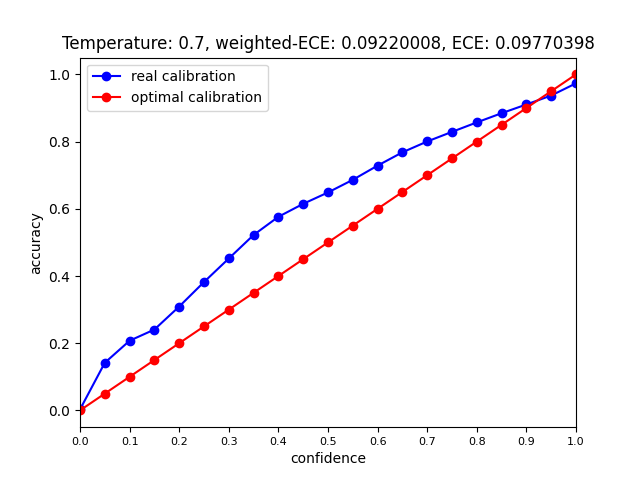 Temperature: 0.7, weighted-ECE: 0.09220008, ECE: 0.09770398
real calibration
optimal calibration
1.0
0.8
0.6
0.4
0.2
0.0
accuracy
0.0 0.1 0.2 0.3 0.4 0.5 0.6 0.7 0.8 0.9 1.0
confidence